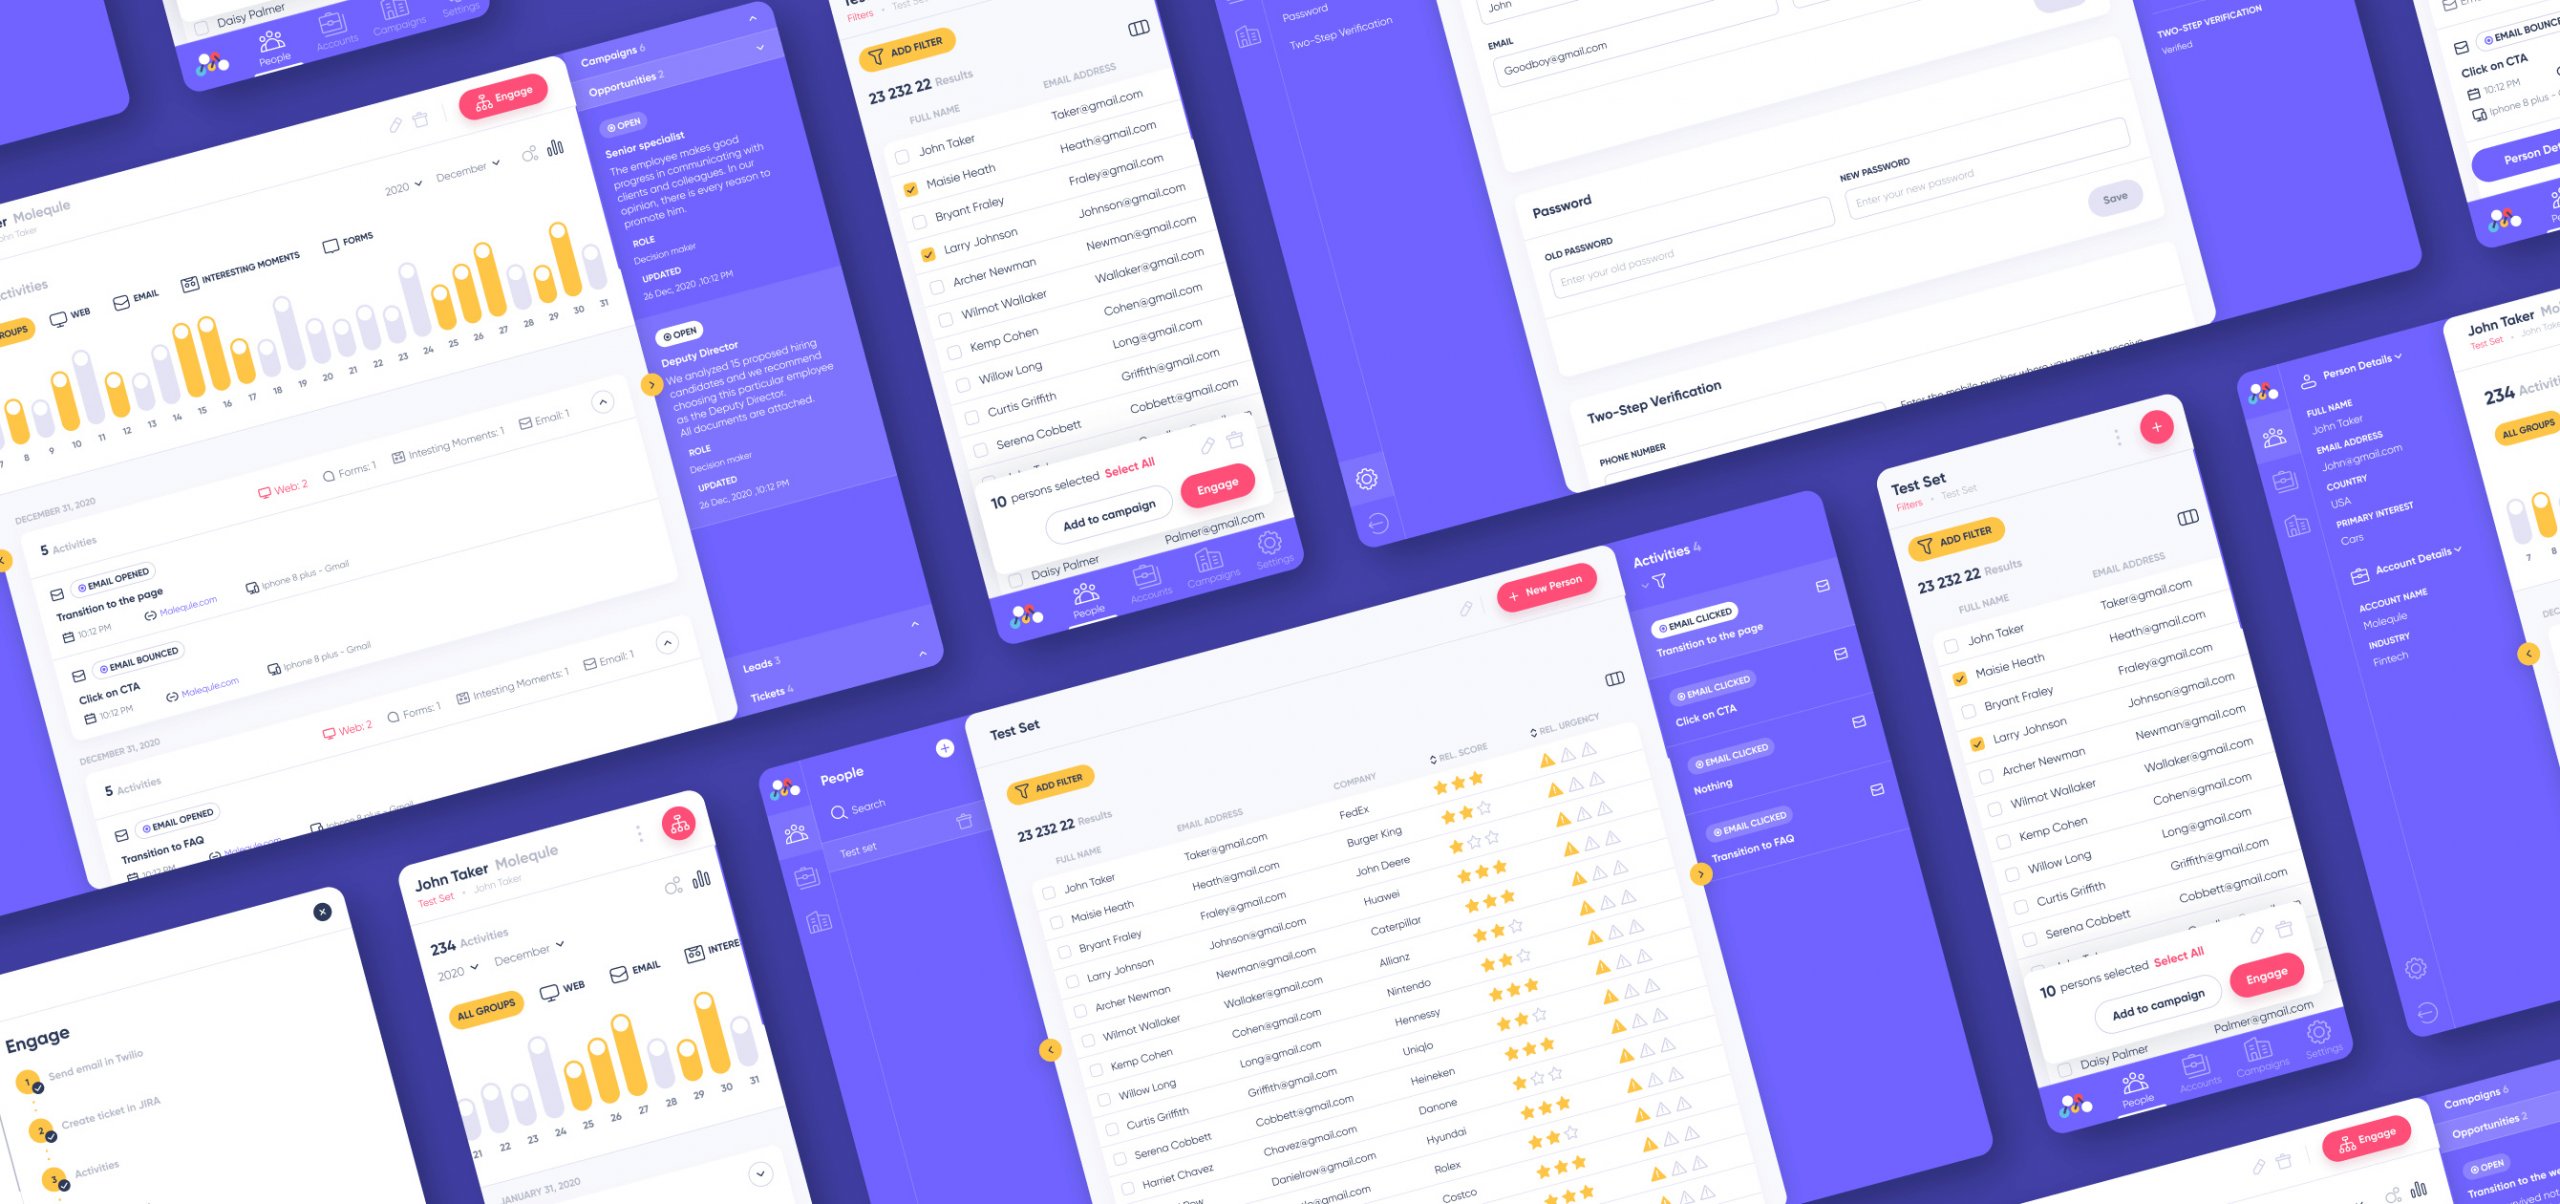 Daisy Palmer
People
Accounts
Campaigns
Settings
Engage
Molequle
John Taker
2020
December
Activities
WEB
EMAIL
INTERESTING MOMENTS
FORMS
7 8 9 10 11 12 13 14 15 16 17 18 19 20 21 22 23 24 25 26 27 28 29 30 31
DECEMBER 31, 2020
Web: 2
Forms: 1
Intesting Moments: 1
Email: 1
5 Activities
EMAIL OPENED
Transition to the page
10:12 PM
Malequle.com
Iphone 8 plus - Gmail
EMAIL BOUNCED
Click on CTA
10:12 PM
Malequle.com
Iphone 8 plus - Gmail
DECEMBER 31, 2020
Web: 2
Forms: 1
Intesting Moments: 1
Email: 1
5 Activities
EMAIL OPENED
Transition to FAQ
Campaigns 6
Opportunities 2
OPEN
Senior specialist
The employee makes good
progress in communicating with
clients and colleagues. In our
opinion, there is every reason to
promote him.
ROLE
Decision maker
UPDATED
26 Dec, 2020 ,10:12 PM
OPEN
Deputy Director
We analyzed 15 proposed hiring
candidates and we recommend
choosing this particular employee
as the Deputy Director.
All documents are attached.
ROLE
Decision maker
UPDATED
26 Dec, 2020 ,10:12 PM
Leads 3
Tickets 4
Filters
ADD FILTER
23 232 22 Results
FULL NAME
EMAIL ADDRESS
John Taker Taker@gmail.com
Maisie Heath Heath@gmail.com
Bryant Fraley Fraley@gmail.com
Larry Johnson Johnson@gmail.com
Archer Newman Newman@gmail.com
Wilmot Wallaker Wallaker@gmail.com
Kemp Cohen Cohen@gmail.com
Willow Long Long@gmail.com
Curtis Griffith Griffith@gmail.com
Serena Cobbett Cobbett@gmail.com
10 persons selected Select All
Add to campaign
Engage
Daisy Palmer Palmer@gmail.com
People
Accounts
Campaigns
Settings
Password
Two-Step Verification
John
EMAIL
Goodboy@gmail.com
Password
OLD PASSWORD
Enter your old password
NEW PASSWORD
Enter your new password
Save
Two-Step Verification
Enter the mobile number where you want to receive
PHONE NUMBER
TWO-STEP VERIFICATION
Verified
EMAIL BOUNC
Click on CTA
10:12 PM
Iphone 8 plus - G
Person Det
Engage
1 Send email in Twilio
2 Create ticket in JIRA
3 Activities
John Taker Molequle
Test Set
John Taker
234 Activities
2020
December
ALL GROUPS
WEB
EMAIL
INTERE
21 22 23 24 25 26 27 28 29 30 31
JANUARY 31, 2020
People
Search
Test set
Test Set
New Person
ADD FILTER
23 232 22 Results
FULL NAME
EMAIL ADDRESS
COMPANY
REL. SCORE
REL. URGENCY
John Taker Taker@gmail.com FedEx
Maisie Heath Heath@gmail.com Burger King
Bryant Fraley Fraley@gmail.com John Deere
Larry Johnson Johnson@gmail.com Huawei
Archer Newman Newman@gmail.com Caterpillar
Wilmot Wallaker Wallaker@gmail.com Allianz
Kemp Cohen Cohen@gmail.com Nintendo
Willow Long Long@gmail.com Hennessy
Curtis Griffith Griffith@gmail.com Uniqlo
Serena Cobbett Cobbett@gmail.com Heineken
Harriet Chavez Chavez@gmail.com Danone
Danielrow@gmail.com Hyundai
Rolex
Costco
Activities 4
EMAIL CLICKED
Transition to the page
EMAIL CLICKED
Click on CTA
EMAIL CLICKED
Nothing
EMAIL CLICKED
Transition to FAQ
Test Set
Filters
Test Set
ADD FILTER
23 232 22 Results
FULL NAME
EMAIL ADDRESS
John Taker Taker@gmail.com
Maisie Heath Heath@gmail.com
Bryant Fraley Fraley@gmail.com
Larry Johnson Johnson@gmail.com
Archer Newman Newman@gmail.com
Wilmot Wallaker Wallaker@gmail.com
Kemp Cohen Cohen@gmail.com
Willow Long Long@gmail.com
Curtis Griffith Griffith@gmail.com
Serena Cobbett Cobbett@gmail.com
10 persons selected Select All
Add to campaign
Engage
Daisy Palmer Palmer@gmail.com
People
Accounts
Campaigns
Settings
Person Details
FULL NAME
John Taker
EMAIL ADDRESS
John@gmail.com
COUNTRY
USA
PRIMARY INTEREST
Cars
Account Details
ACCOUNT NAME
Molequle
INDUSTRY
Fintech
John Taker Mo
Test Set
John Take
234 Activiti
ALL GROUPS
7 8
Engage
Campaigns 6
Opportunities 2
OPEN
Transition to the we